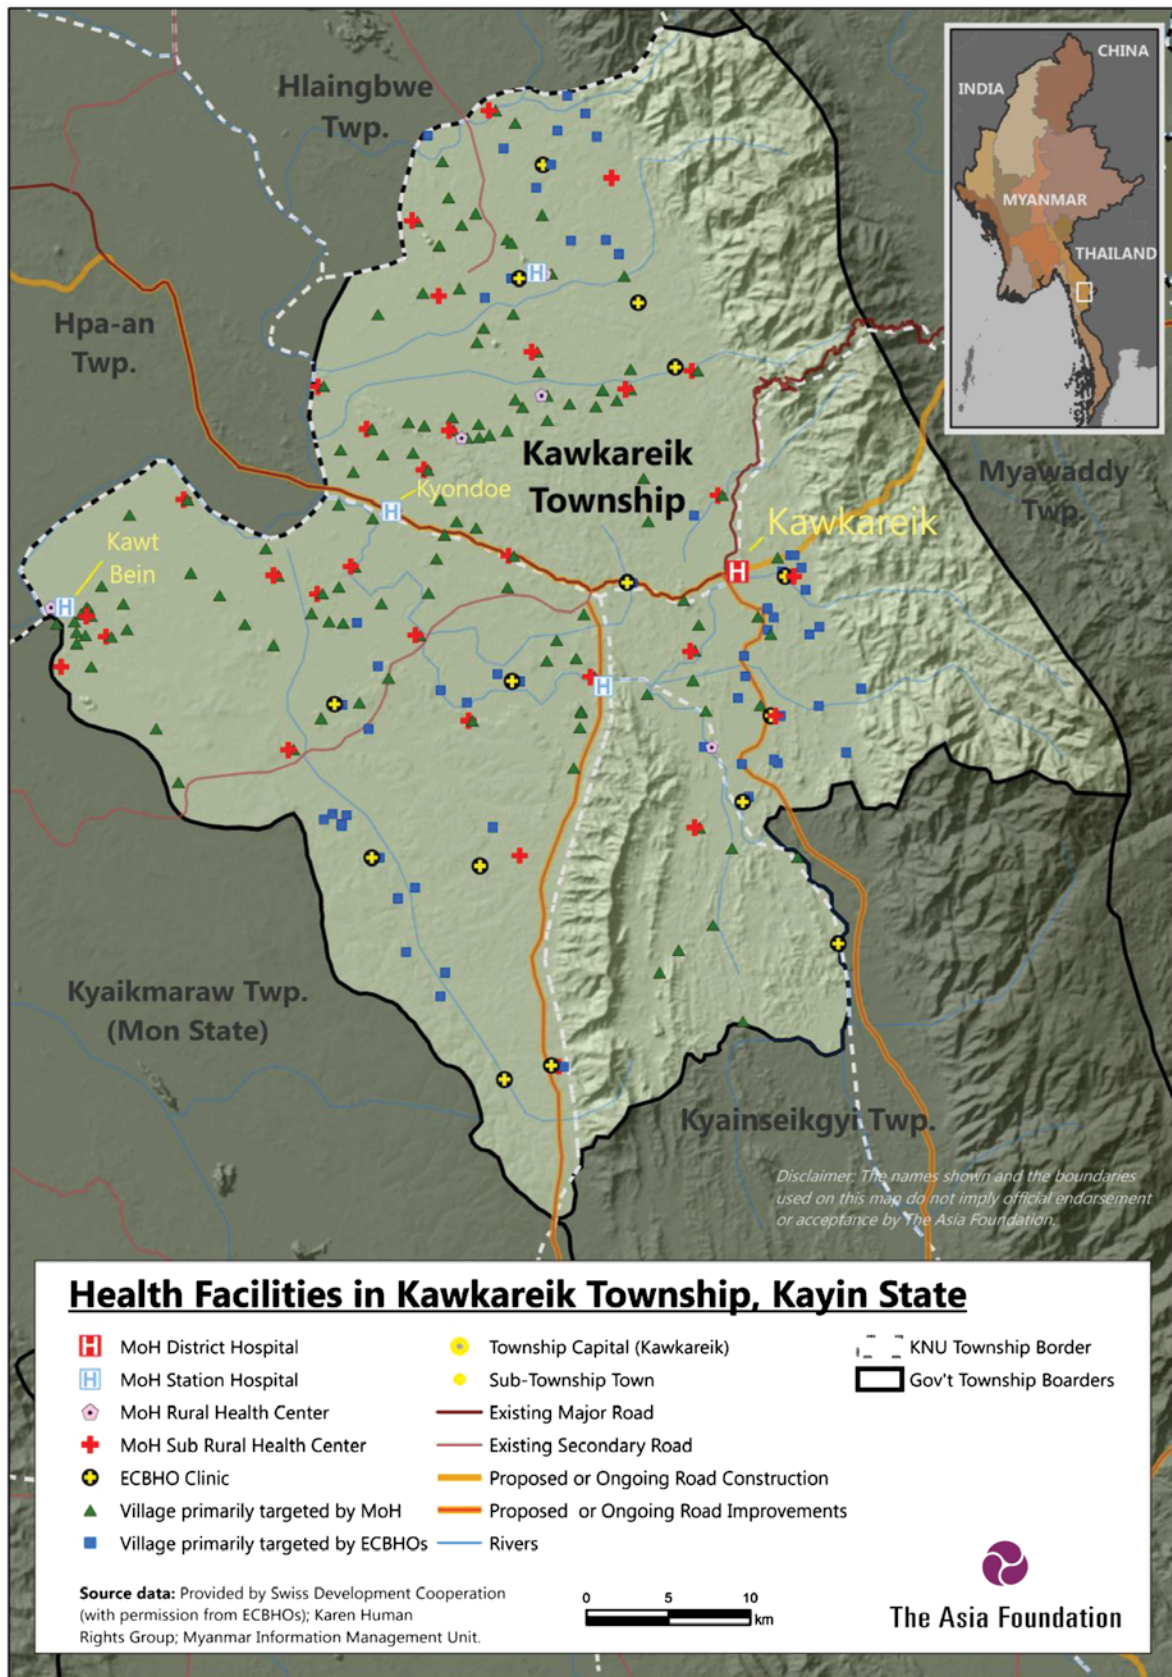 Hlaingbwe
Twp.
CHINA
INDIA
MYANMAR
THAILAND
Hpa-an
Twp.
Kawkareik
Township
Myawaddy
Twp.
Kyondoe
Kawkareik
Kawt
Bein
H
H
H
H
H
Kyaikmaraw Twp.
(Mon State)
Kyainseikgyi Twp.
Disclaimer: The names shown and the boundaries
used on this map do not imply official endorsement
or acceptance by The Asia Foundation.
Health Facilities in Kawkareik Township, Kayin State
H MoH District Hospital
H MoH Station Hospital
MoH Rural Health Center
MoH Sub Rural Health Center
ECBHO Clinic
Village primarily targeted by MoH
Village primarily targeted by ECBHOs
Township Capital (Kawkareik)
Sub-Township Town
Existing Major Road
Existing Secondary Road
Proposed or Ongoing Road Construction
Proposed or Ongoing Road Improvements
Rivers
KNU Township Border
Gov't Township Boarders
Source data: Provided by Swiss Development Cooperation
(with permission from ECBHOs); Karen Human
Rights Group; Myanmar Information Management Unit.
0 5 10
km
The Asia Foundation